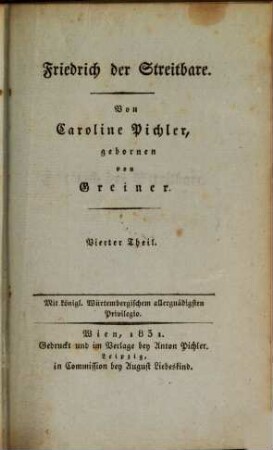 Friedrich der Streitbare.
Von
Caroline Pichler,
gebornen
von
Greiner.
Vierter Theil.
Mit königl. Würtembergischem allergnädigsten
Privilegio.
Wien, 1831.
Gedruckt und im Verlage bey Anton Pichler.
Leipzig,
in Commission bey August Liebeskind.